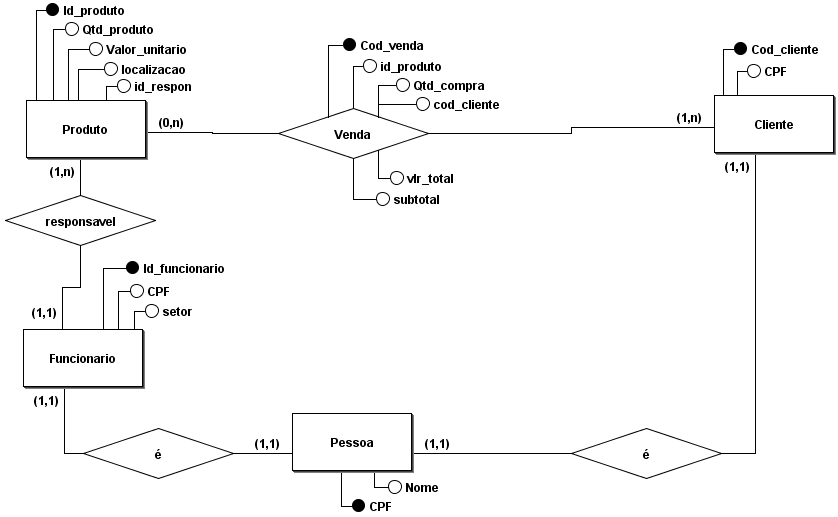 Id_produto
Qtd_produto
Valor_unitario
localizacao
id_respon
Produto
(0,n)
(1,n)
Cod_venda
id_produto
Qtd_compra
cod_cliente
Venda
vlr_total
subtotal
Cod_cliente
CPF
(1,n)
Cliente
(1,1)
responsavel
(1,1)
Id_funcionario
CPF
setor
Funcionario
(1,1)
é
(1,1)
Pessoa
(1,1)
é
Nome
CPF